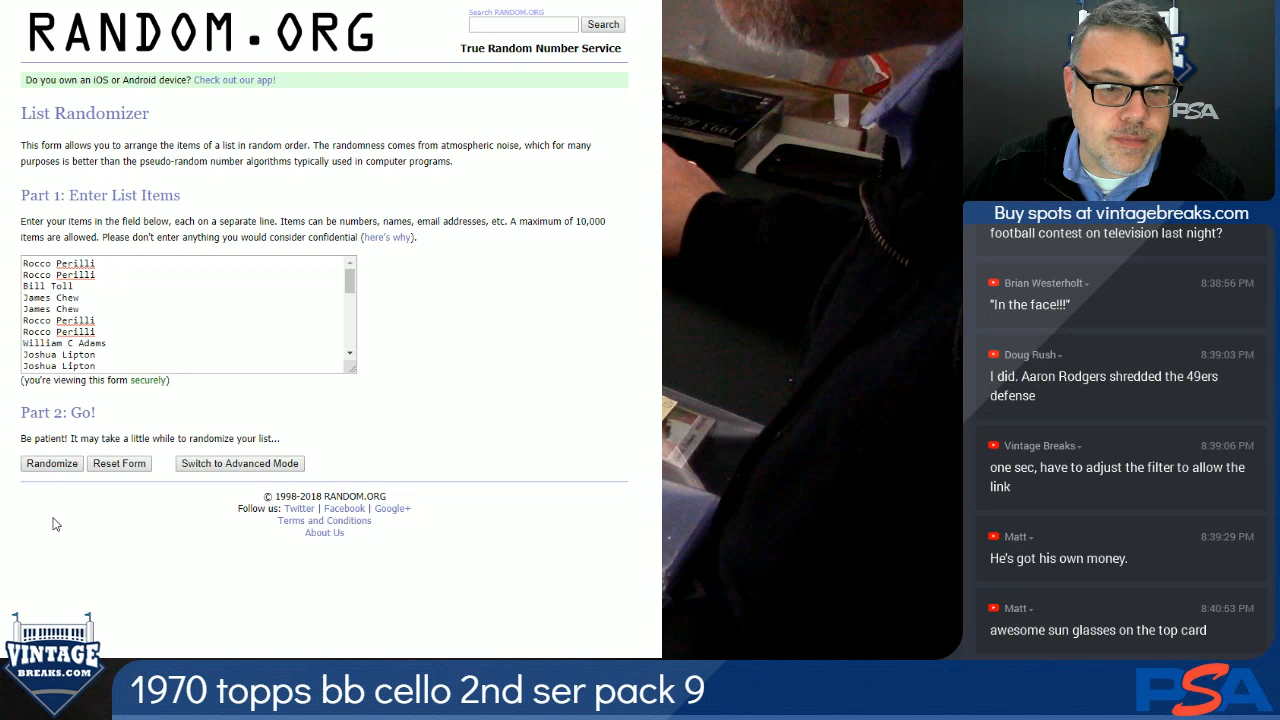 RANDOM.ORG
Search RANDOM.ORG
Search
True Random Number Service
Do you own an iOS or Android device? Check out our app!
List Randomizer
This form allows you to arrange the items of a list in random order. The randomness comes from atmospheric noise, which for many
purposes is better than the pseudo-random number algorithms typically used in computer programs.
Part 1: Enter List Items
Enter your items in the field below, each on a separate line. Items can be numbers, names, email addresses, etc. A maximum of 10,000
items are allowed. Please don't enter anything you would consider confidential (here's why).
Rocco Perilli
Rocco Perilli
Bill Toll
James Chew
James Chew
Rocco Perilli
Rocco Perilli
William C Adams
Joshua Lipton
Joshua Lipton
(you're viewing this form securely)
Part 2: Go!
Be patient! It may take a little while to randomize your list...
Randomize
Reset Form
Switch to Advanced Mode
© 1998-2018 RANDOM.ORG
Follow us: Twitter | Facebook | Google+
Terms and Conditions
About Us
1993
PSA
Buy spots at vintagebreaks.com
football contest on television last night?
Brian Westerholt 8:38:56 PM
"In the face!!!"
Doug Rush 8:39:03 PM
I did. Aaron Rodgers shredded the 49ers
defense
Vintage Breaks 8:39:06 PM
one sec, have to adjust the filter to allow the
link
Matt 8:39:29 PM
He's got his own money.
Matt 8:40:53 PM
awesome sun glasses on the top card
VINTAGE
BREAKS.COM
1970 topps bb cello 2nd ser pack 9
PSA